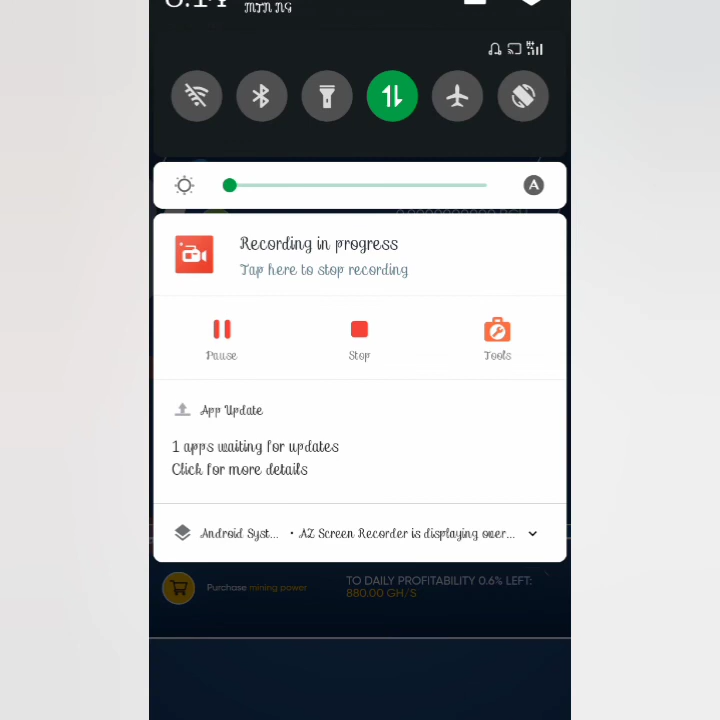 MTN NG
A
Recording in progress
Tap here to stop recording
Pause
Stop
Tools
App Update
1 apps waiting for updates
Click for more details
Android Syst... • AZ Screen Recorder is displaying over...
Purchase mining power
TO DAILY PROFITABILITY 0.6% LEFT:
880.00 GH/S